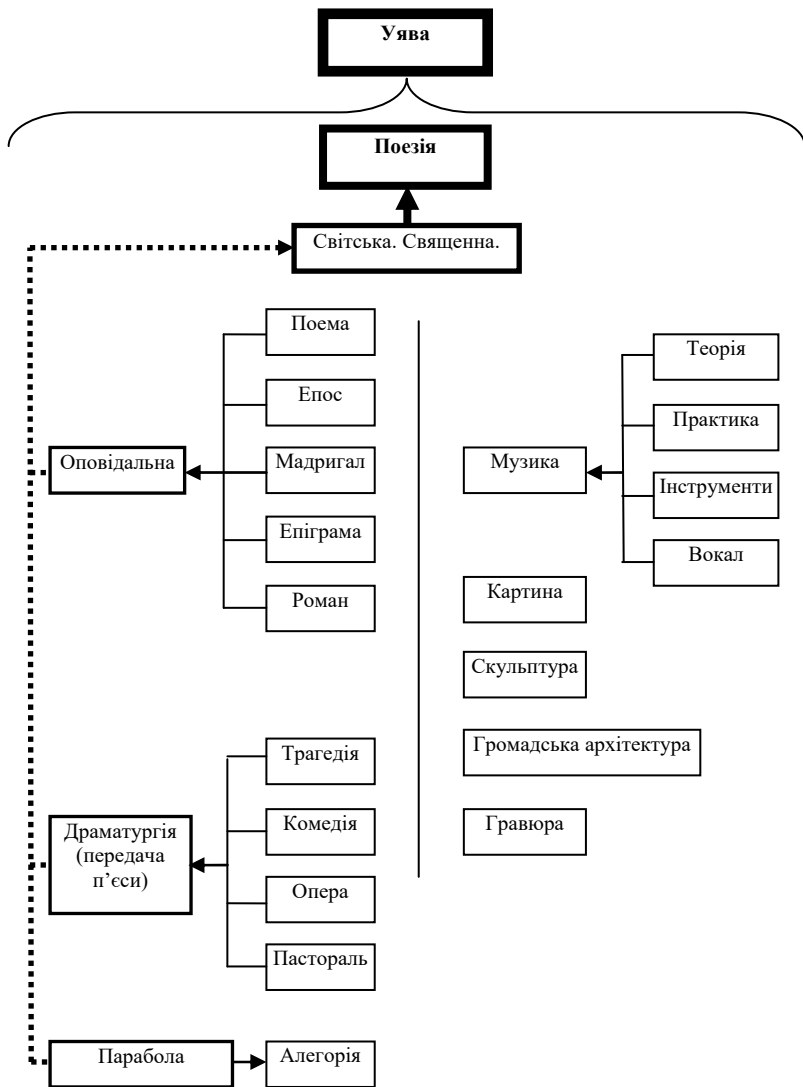 Уява
Поезія
Світська. Священна.
Поема
Епос
Оповідальна
Мадригал
Епіграма
Роман
Трагедія
Драматургія
(передача
п’єси)
Комедія
Опера
Пастораль
Парабола
Алегорія
Теорія
Практика
Музика
Інструменти
Вокал
Картина
Скульптура
Громадська архітектура
Гравюра